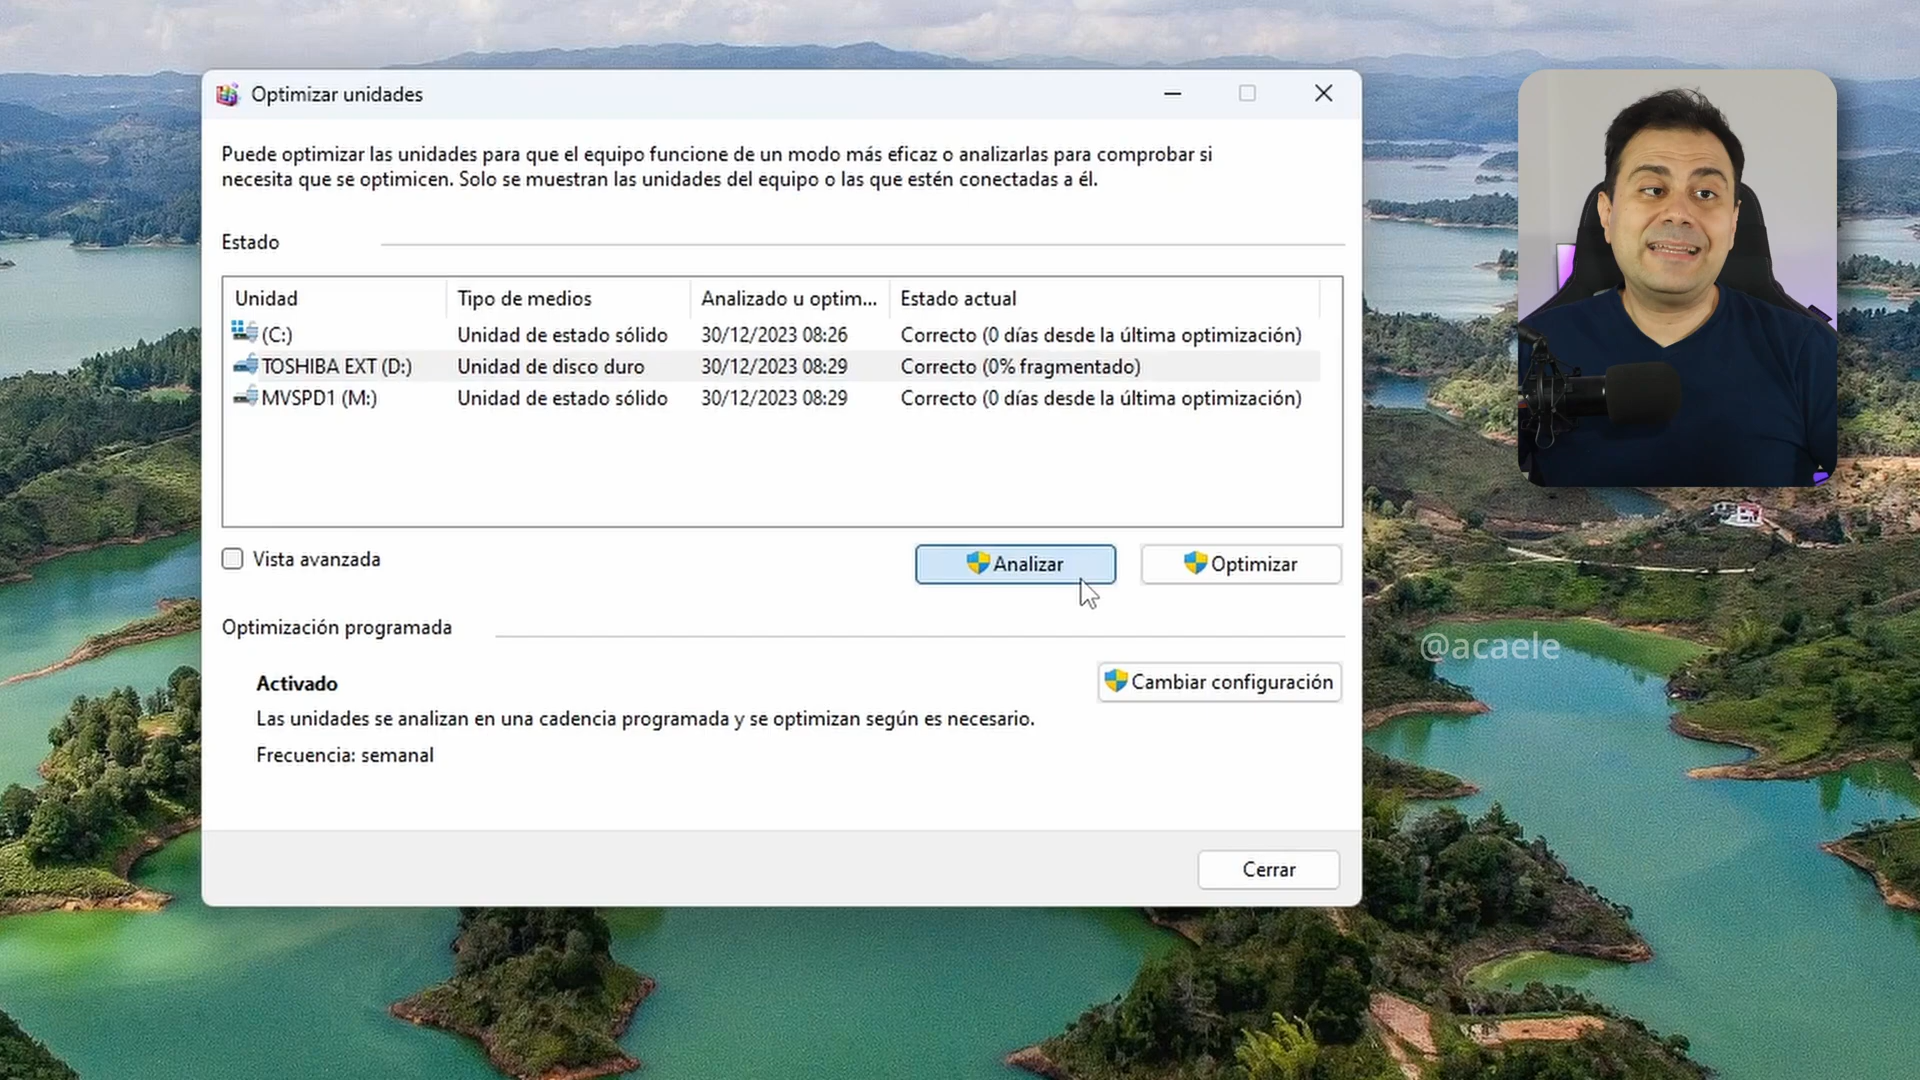 Optimizar unidades
Puede optimizar las unidades para que el equipo funcione de un modo más eficaz o analizarlas para comprobar si
necesita que se optimicen. Solo se muestran las unidades del equipo o las que estén conectadas a él.
Estado
Unidad Tipo de medios Analizado u optim... Estado actual
(C:) Unidad de estado sólido 30/12/2023 08:26 Correcto (0 días desde la última optimización)
TOSHIBA EXT (D:) Unidad de disco duro 30/12/2023 08:29 Correcto (0% fragmentado)
MVSPD1 (M:) Unidad de estado sólido 30/12/2023 08:29 Correcto (0 días desde la última optimización)
Vista avanzada
Analizar
Optimizar
Optimización programada
@acaele
Activado
Cambiar configuración
Las unidades se analizan en una cadencia programada y se optimizan según es necesario.
Frecuencia: semanal
Cerrar